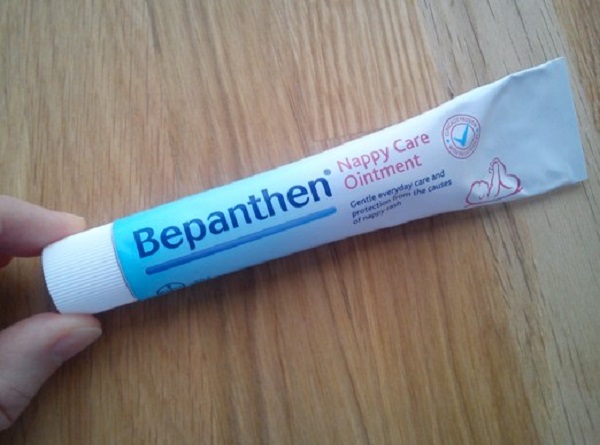 Bepanthen®
Nappy Care
Ointment
Gentle everyday care and
protection from the causes
of nappy rash